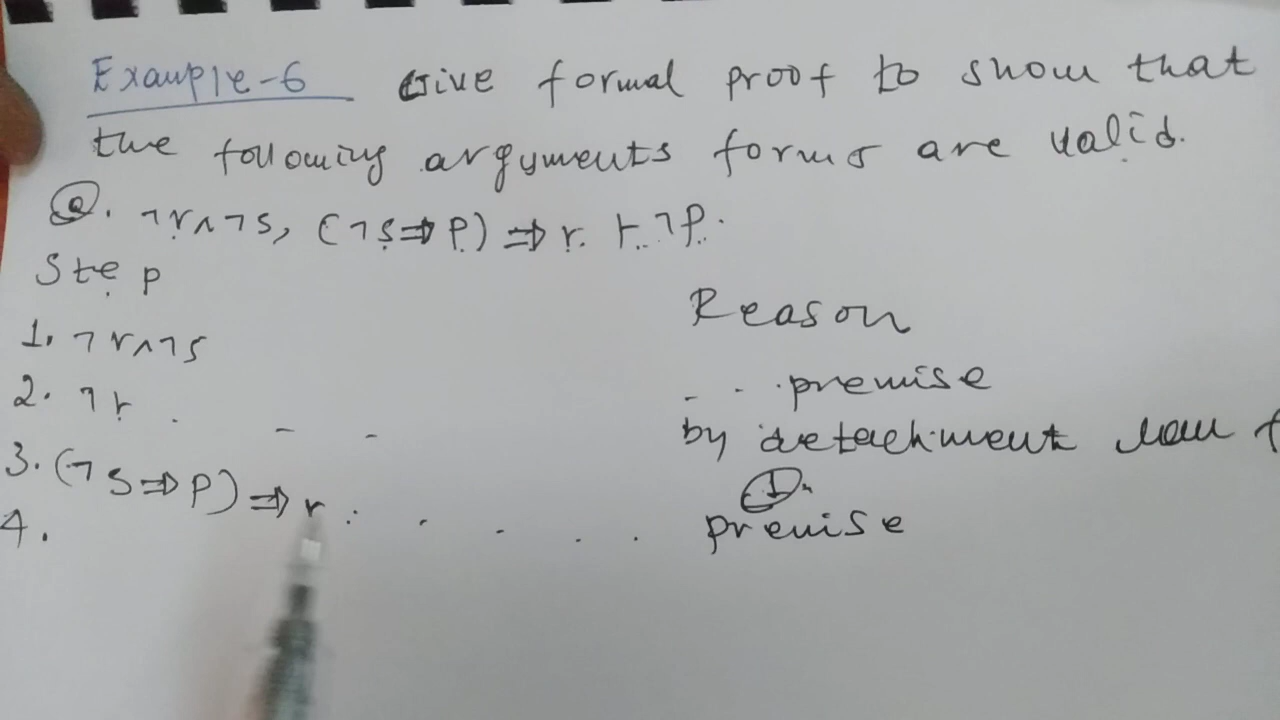 Example-6 Give formal proof to show that
the following arguments forms are valid.
a. ¬r∧¬s, (¬s⇒p)⇒r ⊢ ¬p.
Step
Reason
1. ¬r∧¬s
- . . premise
2. ¬r . - -
by detachment law f
①.
3. (¬s⇒p)⇒r . . . . . premise
4.